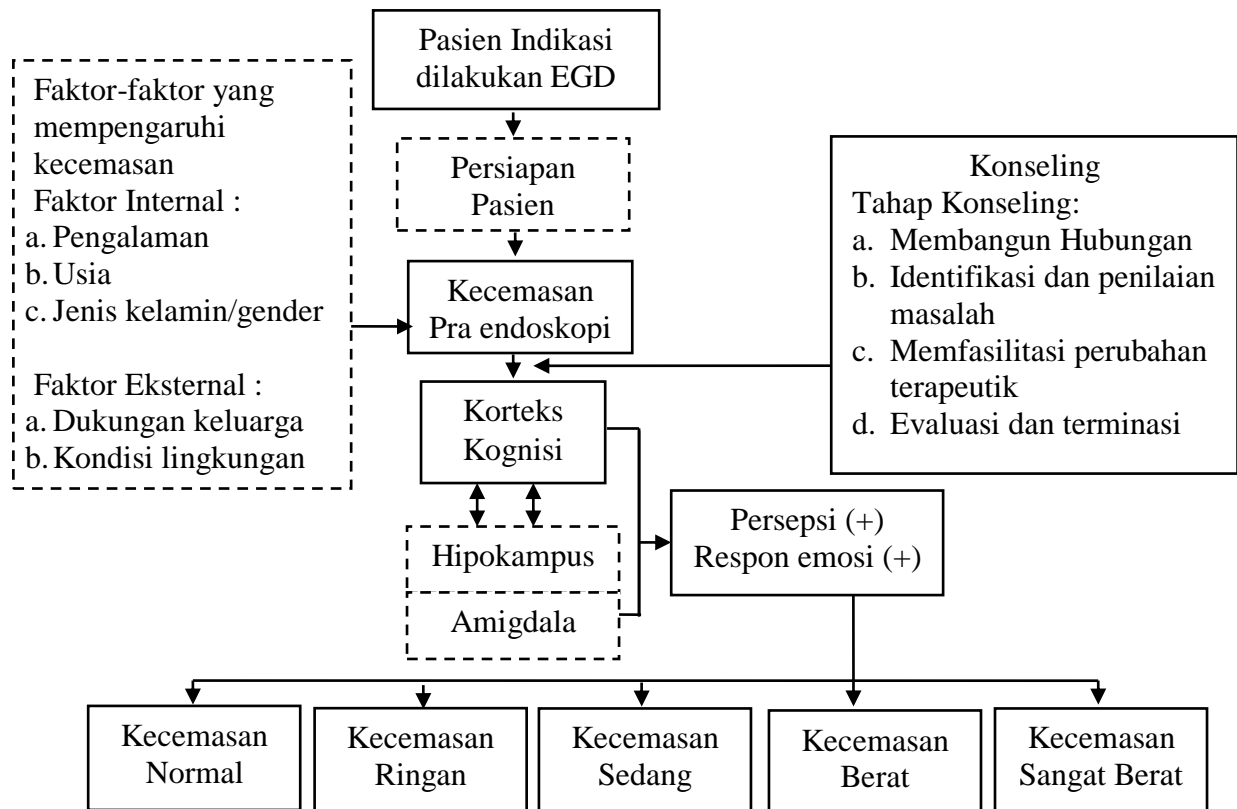 Pasien Indikasi
dilakukan EGD
Faktor-faktor yang
mempengaruhi
kecemasan
Faktor Internal :
a. Pengalaman
b. Usia
c. Jenis kelamin/gender
Faktor Eksternal :
a. Dukungan keluarga
b. Kondisi lingkungan
Persiapan
Pasien
Kecemasan
Pra endoskopi
Konseling
Tahap Konseling:
a. Membangun Hubungan
b. Identifikasi dan penilaian
masalah
c. Memfasilitasi perubahan
terapeutik
d. Evaluasi dan terminasi
Korteks
Kognisi
Hipokampus
Amigdala
Persepsi (+)
Respon emosi (+)
Kecemasan
Normal
Kecemasan
Ringan
Kecemasan
Sedang
Kecemasan
Berat
Kecemasan
Sangat Berat